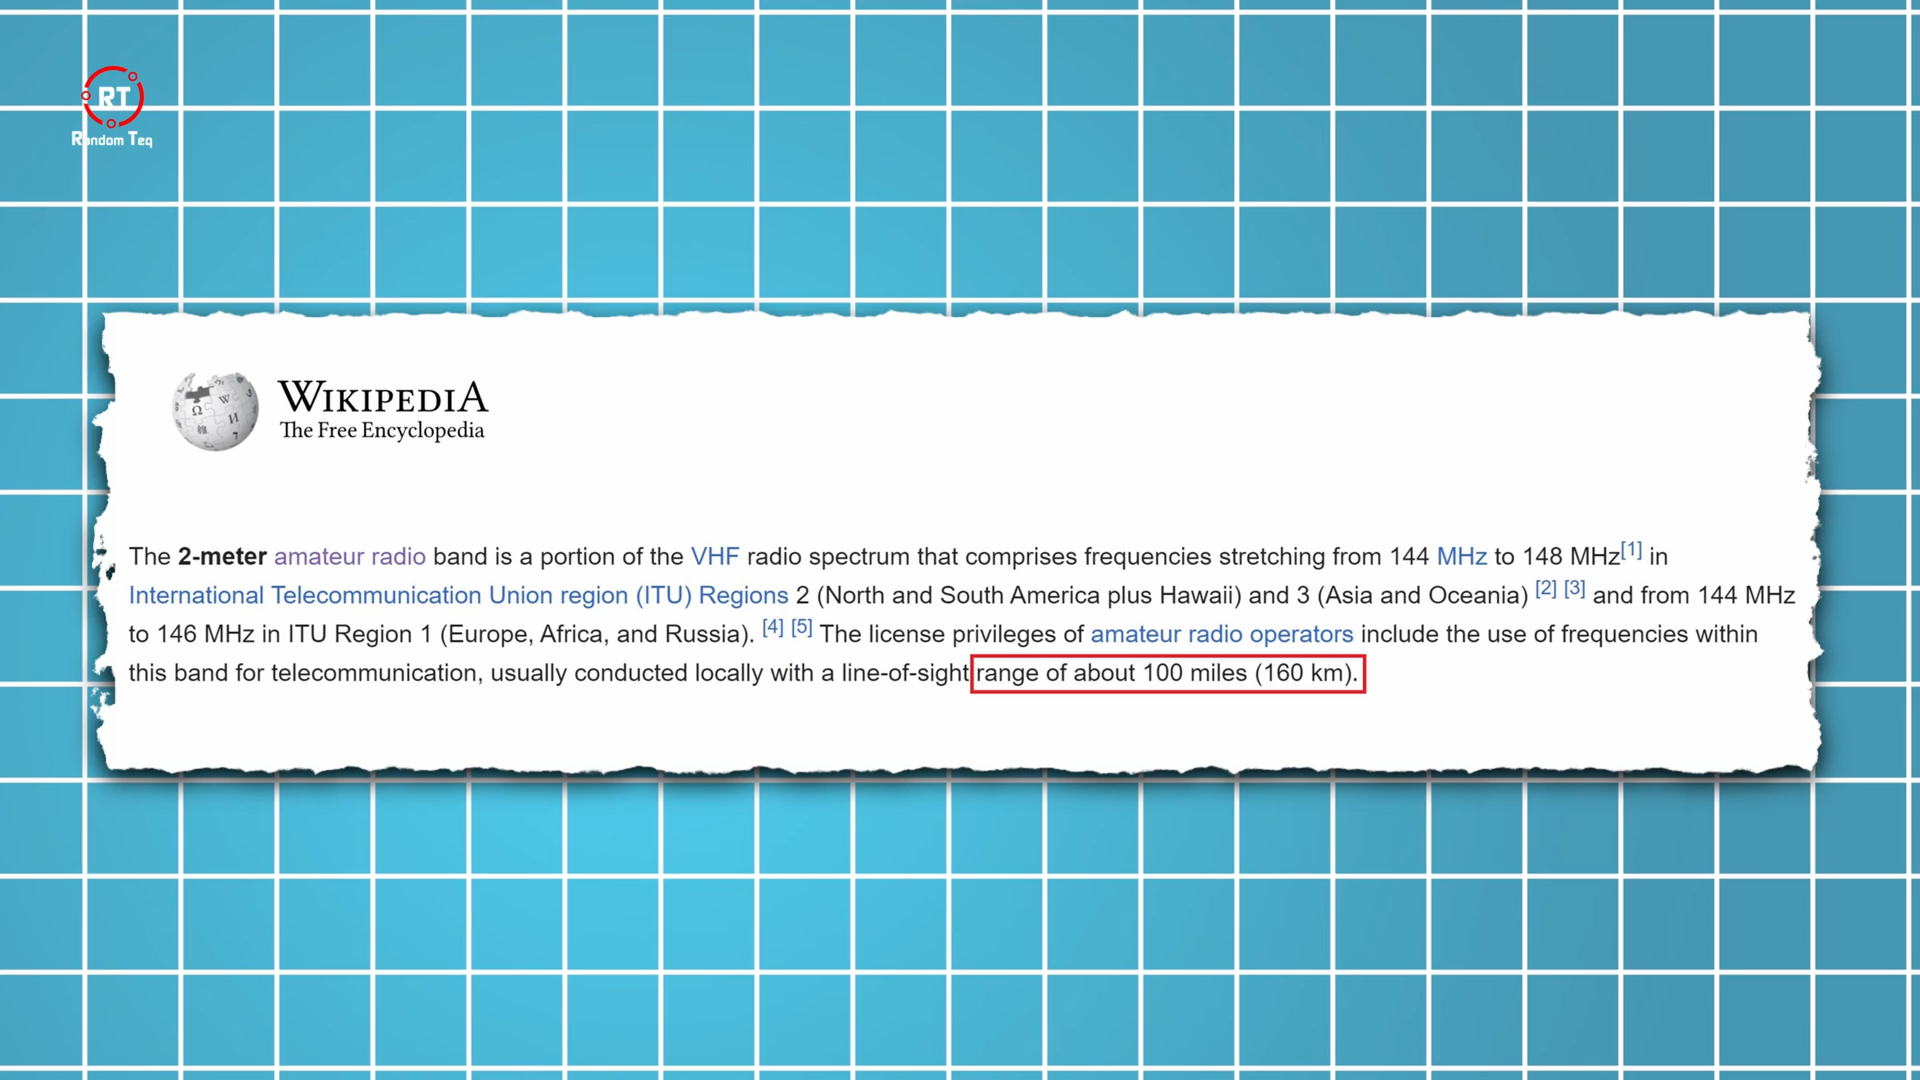 RT
Random Teq
WIKIPEDIA
The Free Encyclopedia
The 2-meter amateur radio band is a portion of the VHF radio spectrum that comprises frequencies stretching from 144 MHz to 148 MHz[1] in
International Telecommunication Union region (ITU) Regions 2 (North and South America plus Hawaii) and 3 (Asia and Oceania) [2] [3] and from 144 MHz
to 146 MHz in ITU Region 1 (Europe, Africa, and Russia). [4] [5] The license privileges of amateur radio operators include the use of frequencies within
this band for telecommunication, usually conducted locally with a line-of-sight range of about 100 miles (160 km).